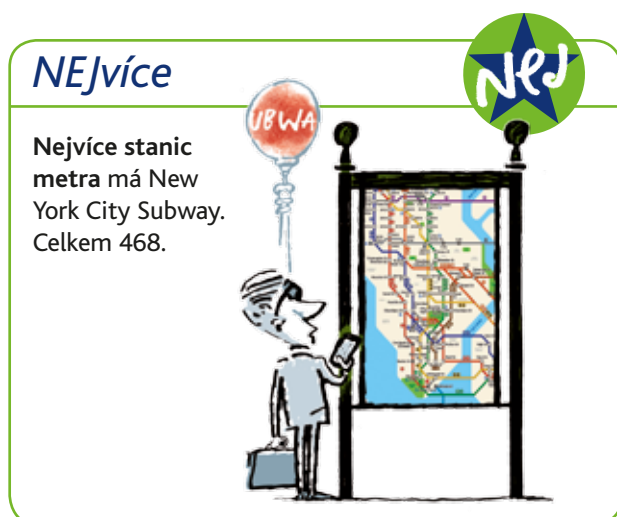 NEJvíce
Nej
UBWA
Nejvíce stanic
metra má New
York City Subway.
Celkem 468.